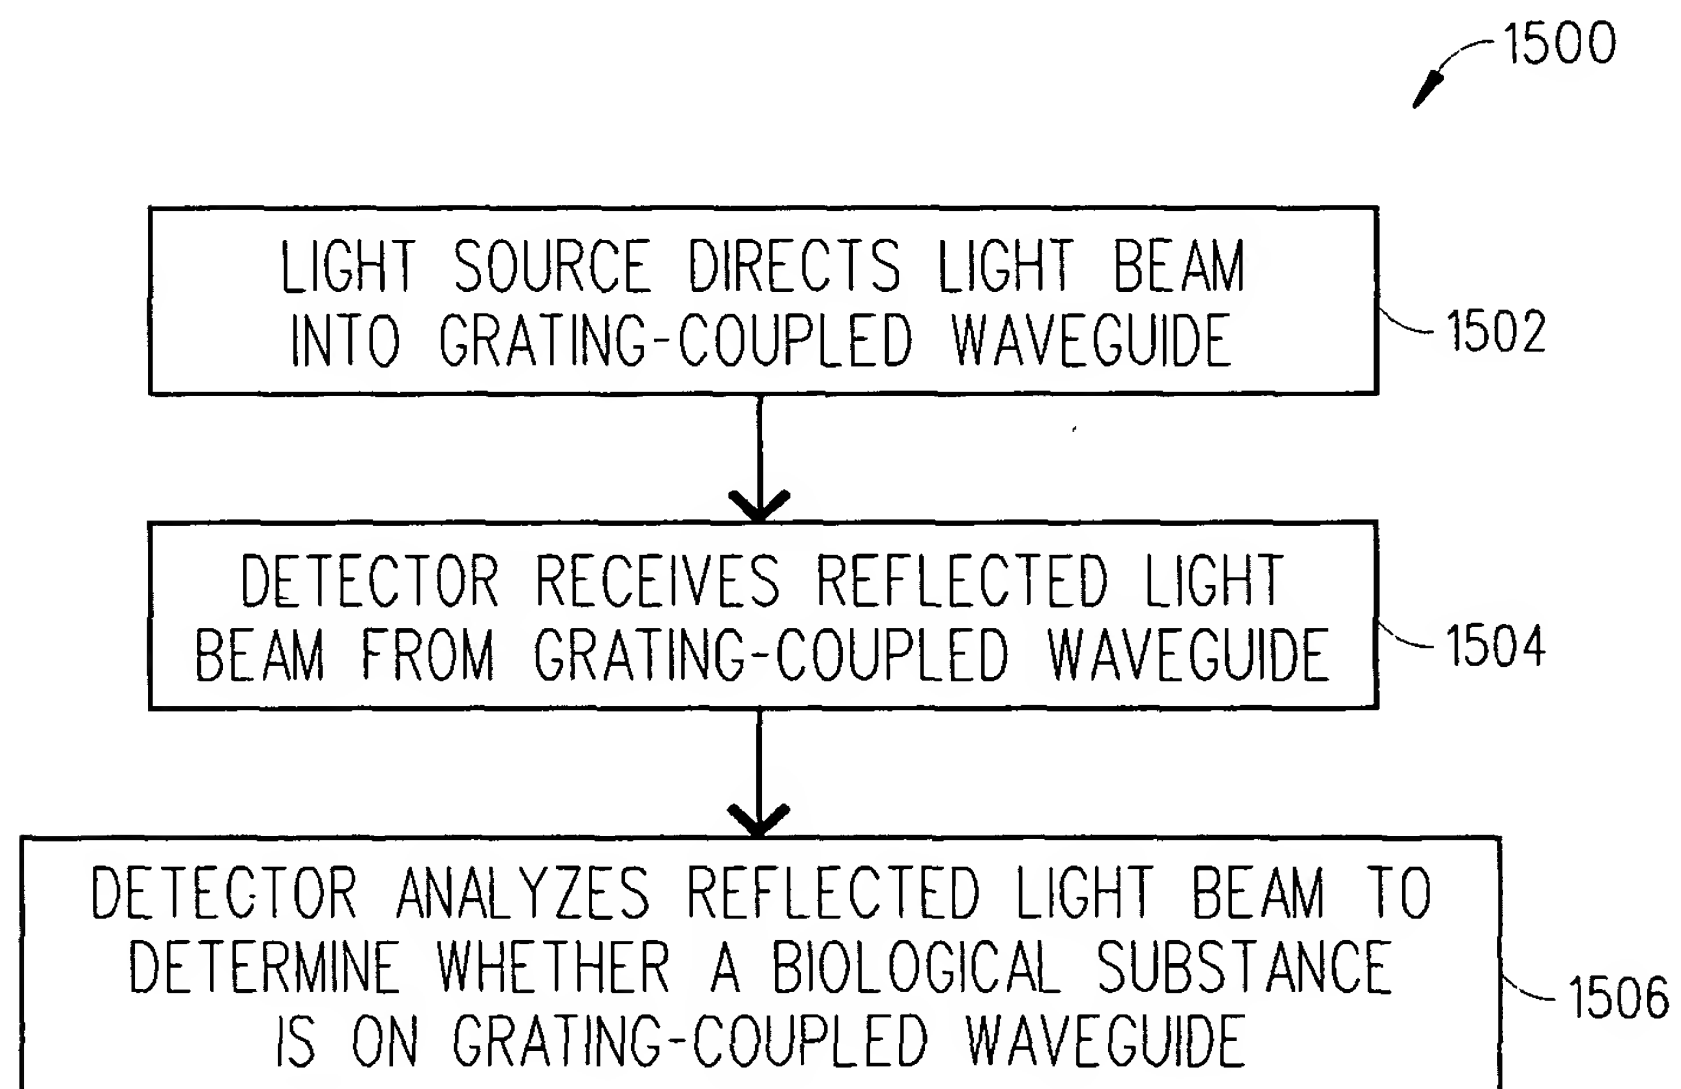 1500
LIGHT SOURCE DIRECTS LIGHT BEAM
INTO GRATING-COUPLED WAVEGUIDE
1502
DETECTOR RECEIVES REFLECTED LIGHT
BEAM FROM GRATING-COUPLED WAVEGUIDE
1504
DETECTOR ANALYZES REFLECTED LIGHT BEAM TO
DETERMINE WHETHER A BIOLOGICAL SUBSTANCE
IS ON GRATING-COUPLED WAVEGUIDE
1506